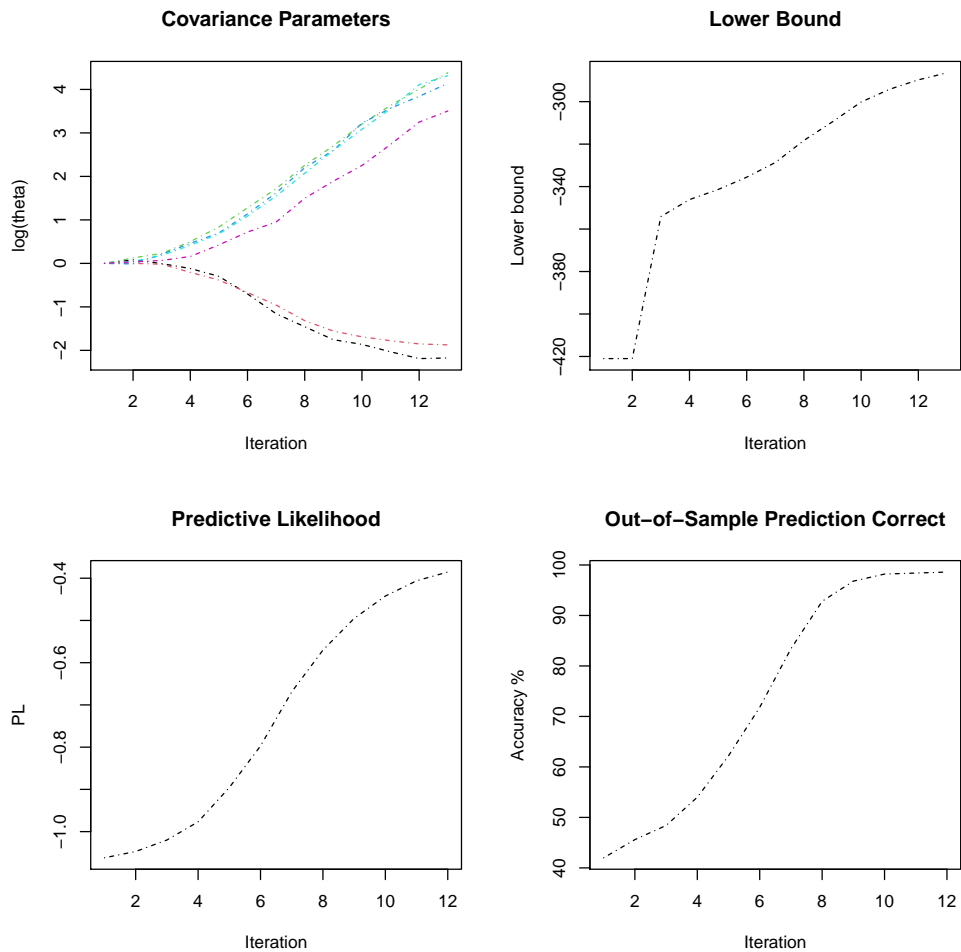 Covariance Parameters
log(theta)
4
3
2
1
0
−1
−2
2 4 6 8 10 12
Iteration
Lower Bound
Lower bound
−300
−340
−380
−420
2 4 6 8 10 12
Iteration
Predictive Likelihood
PL
−0.4
−0.6
−0.8
−1.0
2 4 6 8 10 12
Iteration
Out−of−Sample Prediction Correct
Accuracy %
100
90
80
70
60
50
40
2 4 6 8 10 12
Iteration